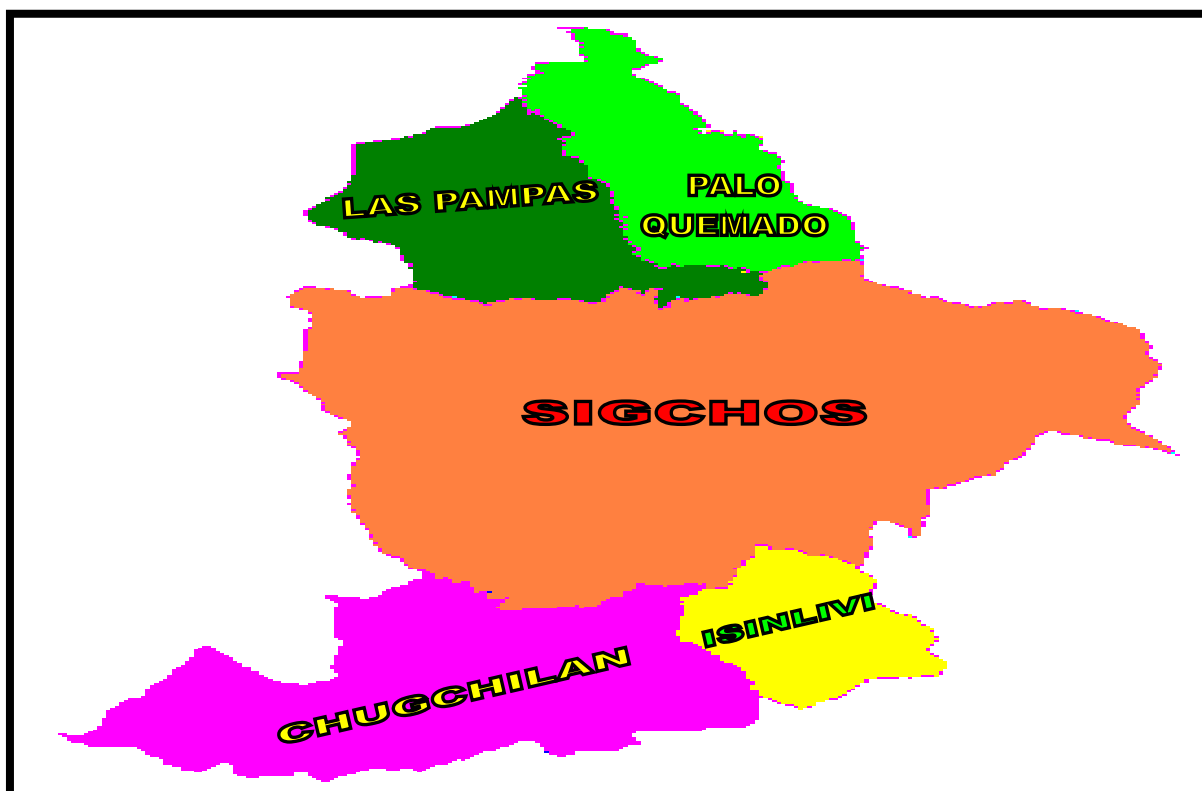 PALO
QUEMADO
LAS PAMPAS
SIGCHOS
ISINLIVI
CHUGCHILAN